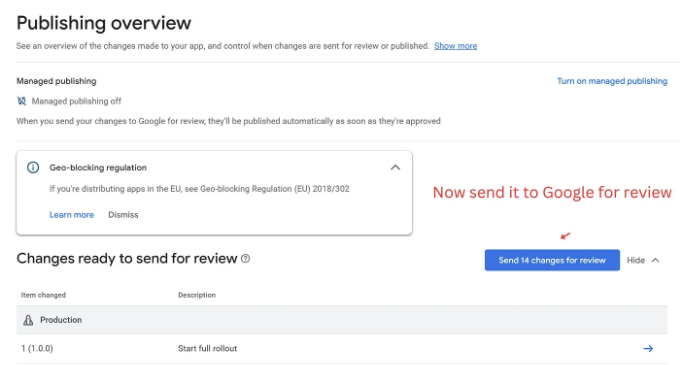 Publishing overview
See an overview of the changes made to your app, and control when changes are sent for review or published. Show more
Managed publishing
Turn on managed publishing
Managed publishing off
When you send your changes to Google for review, they'll be published automatically as soon as they're approved
Geo-blocking regulation
If you're distributing apps in the EU, see Geo-blocking Regulation (EU) 2018/302
Learn more Dismiss
Now send it to Google for review
Changes ready to send for review
Send 14 changes for review Hide
Item changed Description
Production
1 (1.0.0) Start full rollout